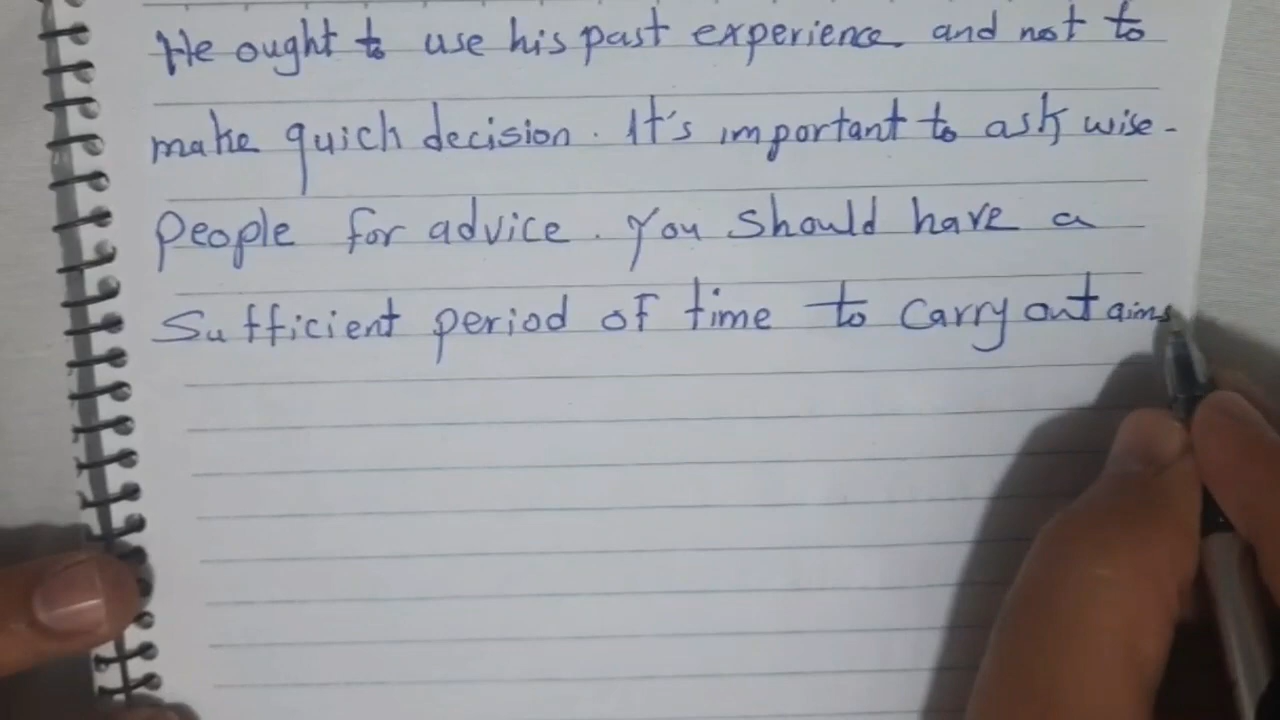 He ought to use his past experience and not to
make quich decision. It's important to ask wise-
people for advice. You should have a
Sufficient period of time to carry out aims